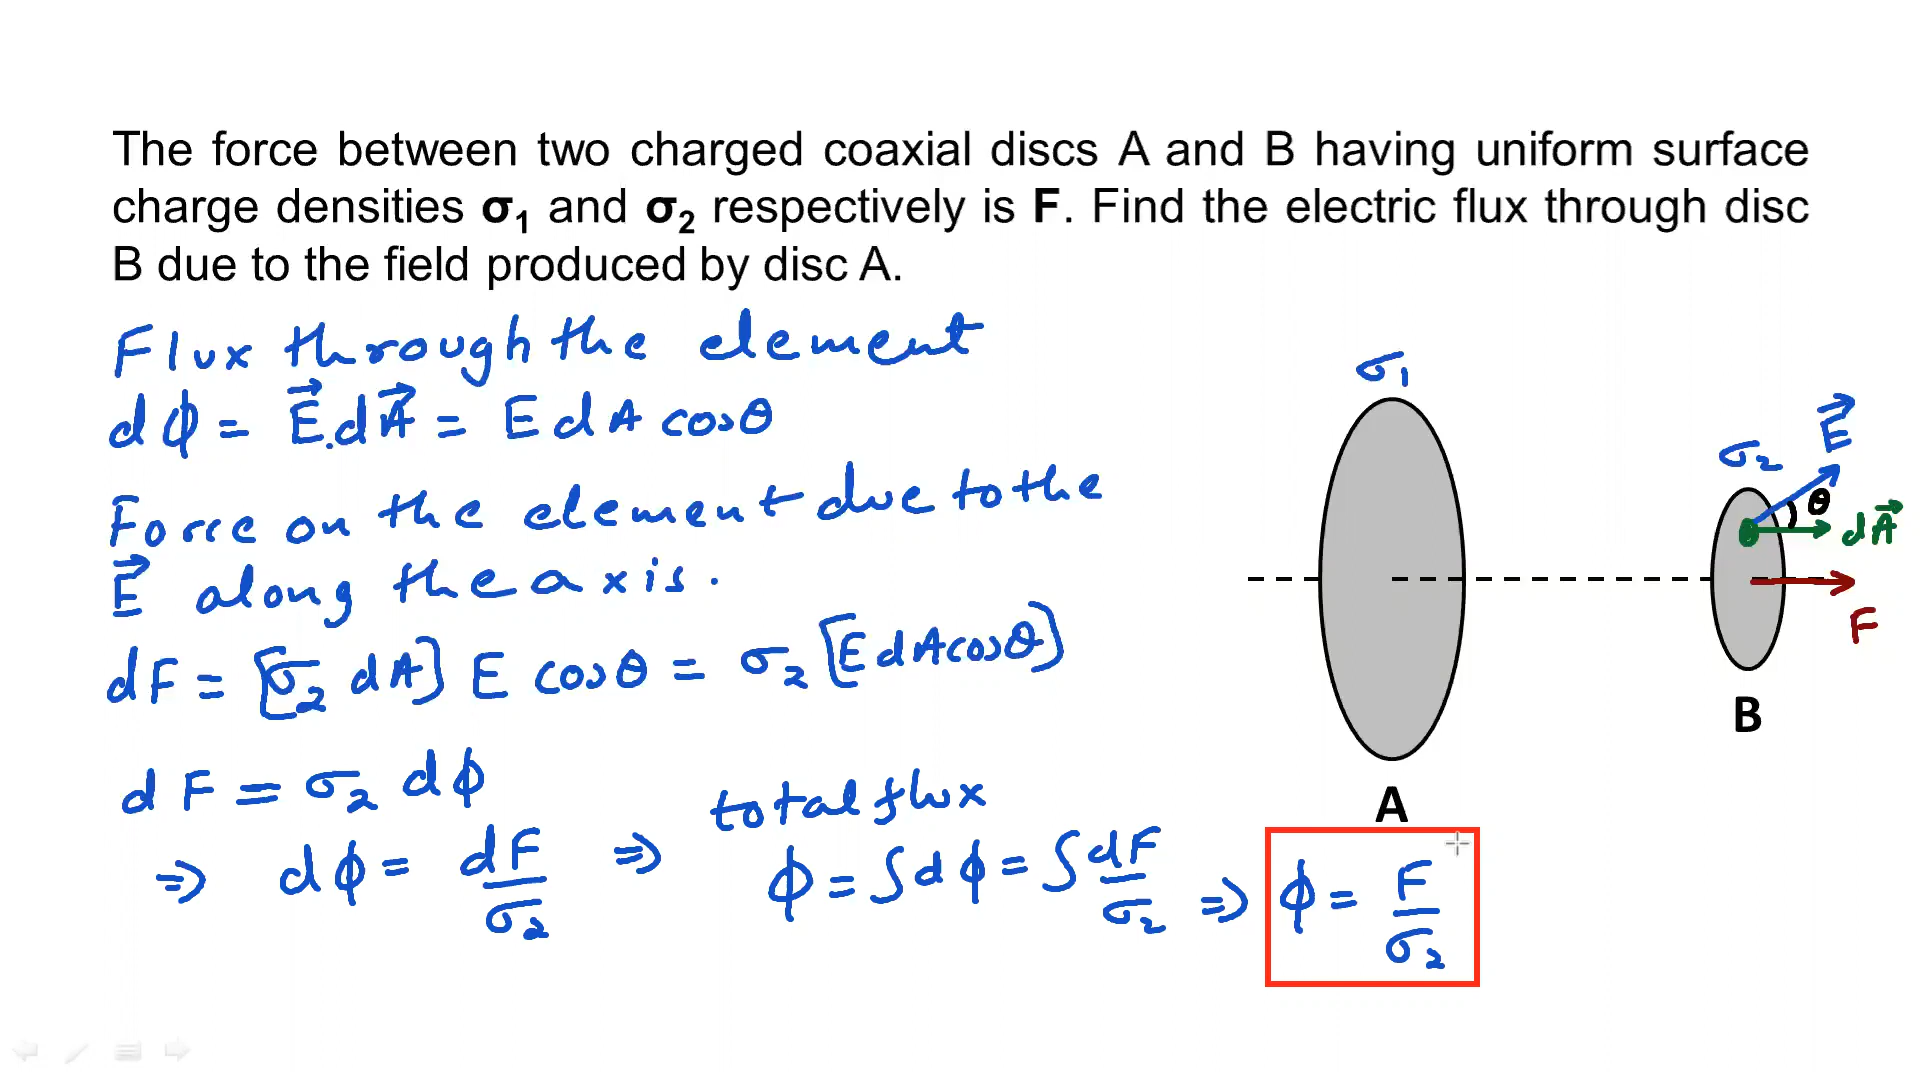 The force between two charged coaxial discs A and B having uniform surface
charge densities σ₁ and σ₂ respectively is F. Find the electric flux through disc
B due to the field produced by disc A.
Flux through the element
dϕ = E⃗.dA⃗ = E dA cosθ
Force on the element due to the
E⃗ along the axis.
dF = [σ₂ dA] E cosθ = σ₂ [E dA cosθ]
dF = σ₂ dϕ
⇒ dϕ = dF/σ₂ ⇒
total flux
ϕ = ∫dϕ = ∫dF/σ₂ ⇒ ϕ = F/σ₂
σ₁
A
σ₂
E⃗
θ
dA⃗
F
B